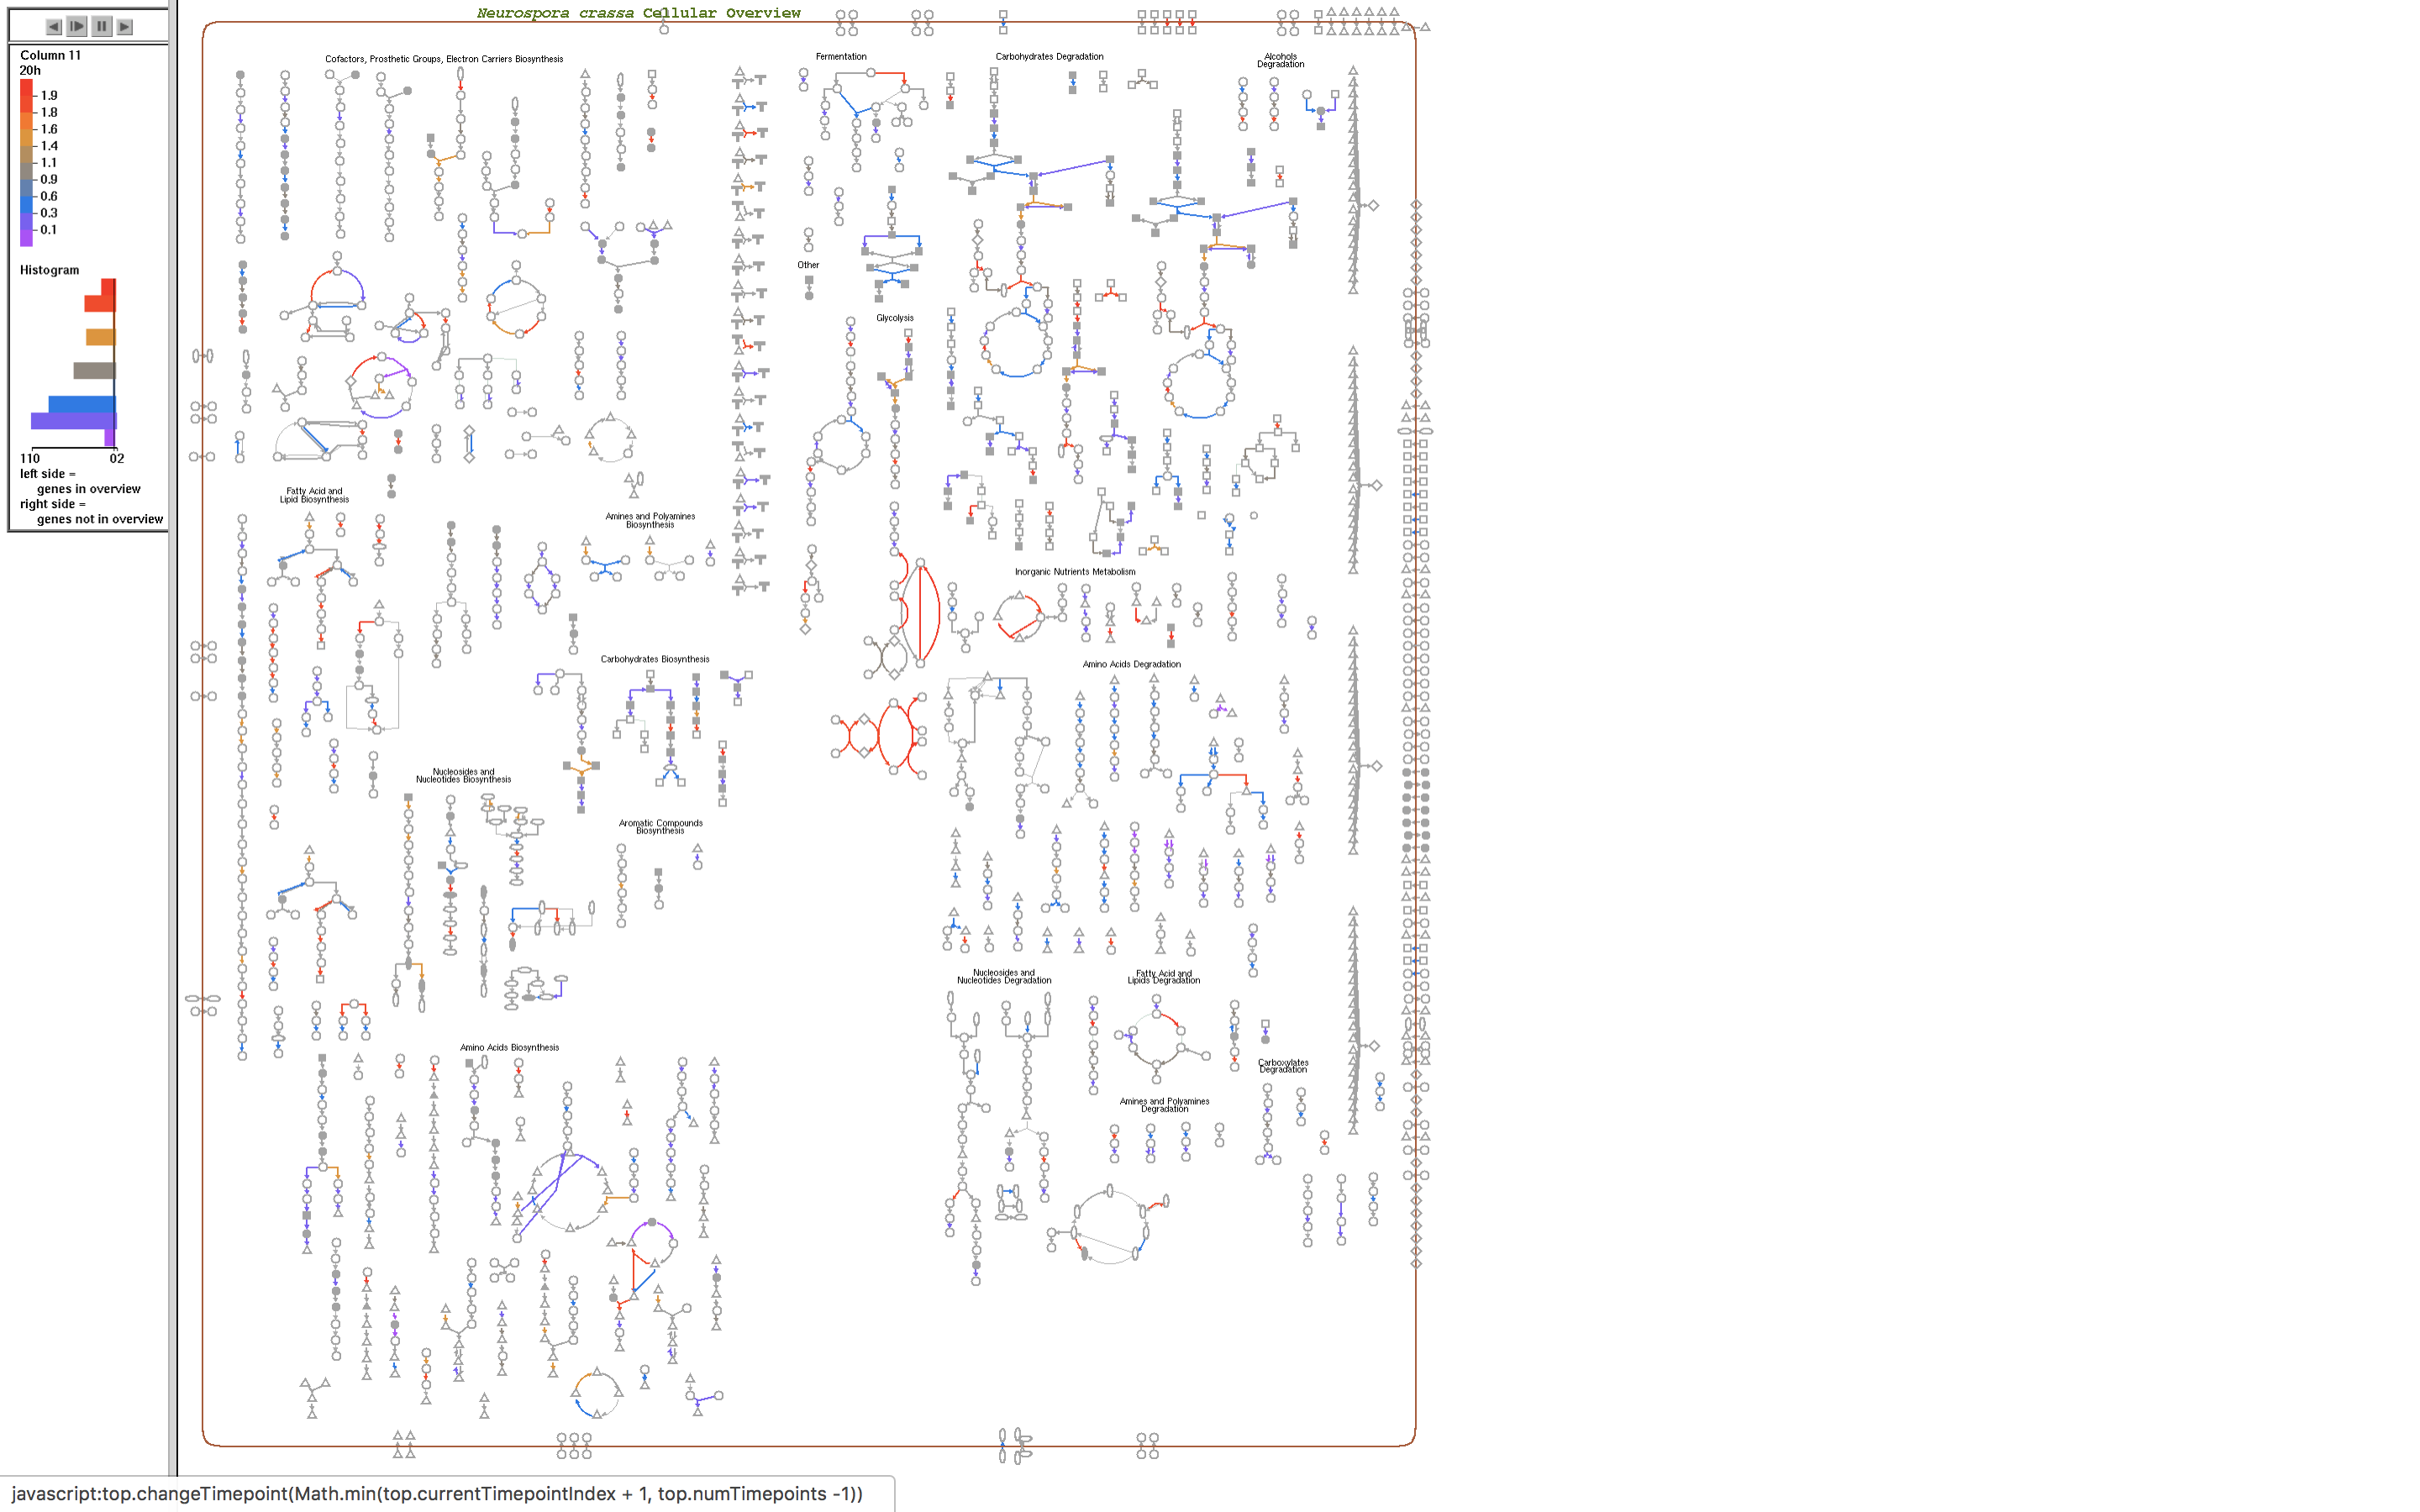 Neurospora crassa Cellular Overview
Column 11
20h
1.9
1.8
1.6
1.4
1.1
0.9
0.6
0.3
0.1
Histogram
110
02
left side =
genes in overview
right side =
genes not in overview
Cofactors, Prosthetic Groups, Electron Carriers Biosynthesis
Fermentation
Carbohydrates Degradation
Alcohols
Degradation
Other
Glycolysis
Fatty Acid and
Lipid Biosynthesis
Amines and Polyamines
Biosynthesis
Inorganic Nutrients Metabolism
Carbohydrates Biosynthesis
Amino Acids Degradation
Nucleosides and
Nucleotides Biosynthesis
Aromatic Compounds
Biosynthesis
Nucleosides and
Nucleotides Degradation
Fatty Acid and
Lipids Degradation
Amino Acids Biosynthesis
Carboxylates
Degradation
Amines and Polyamines
Degradation
javascript:top.changeTimepoint(Math.min(top.currentTimepointIndex + 1, top.numTimepoints -1))